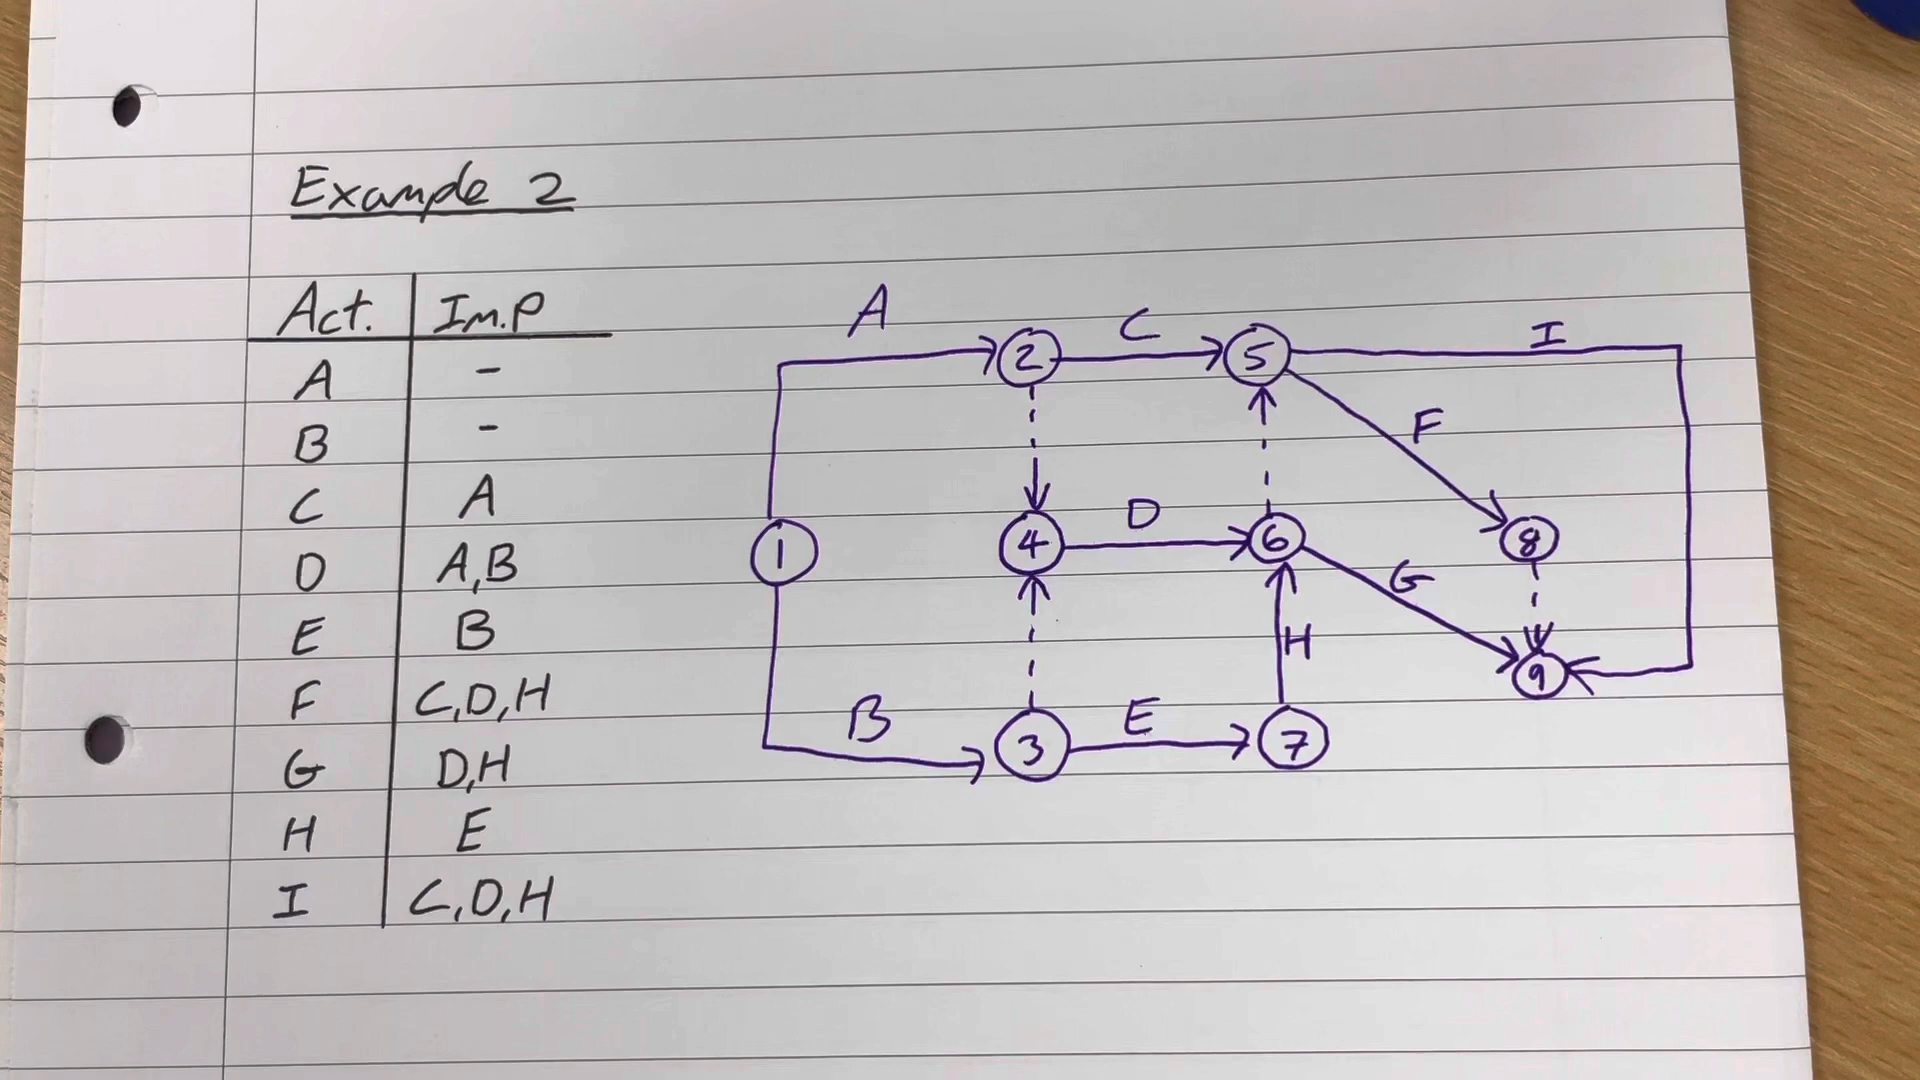 Example 2
Act. Im.P
A -
B -
C A
D A,B
E B
F C,D,H
G D,H
H E
I C,D,H
A C I
2 5
F
1 4 D 6 8
G
H
9
B E
3 7